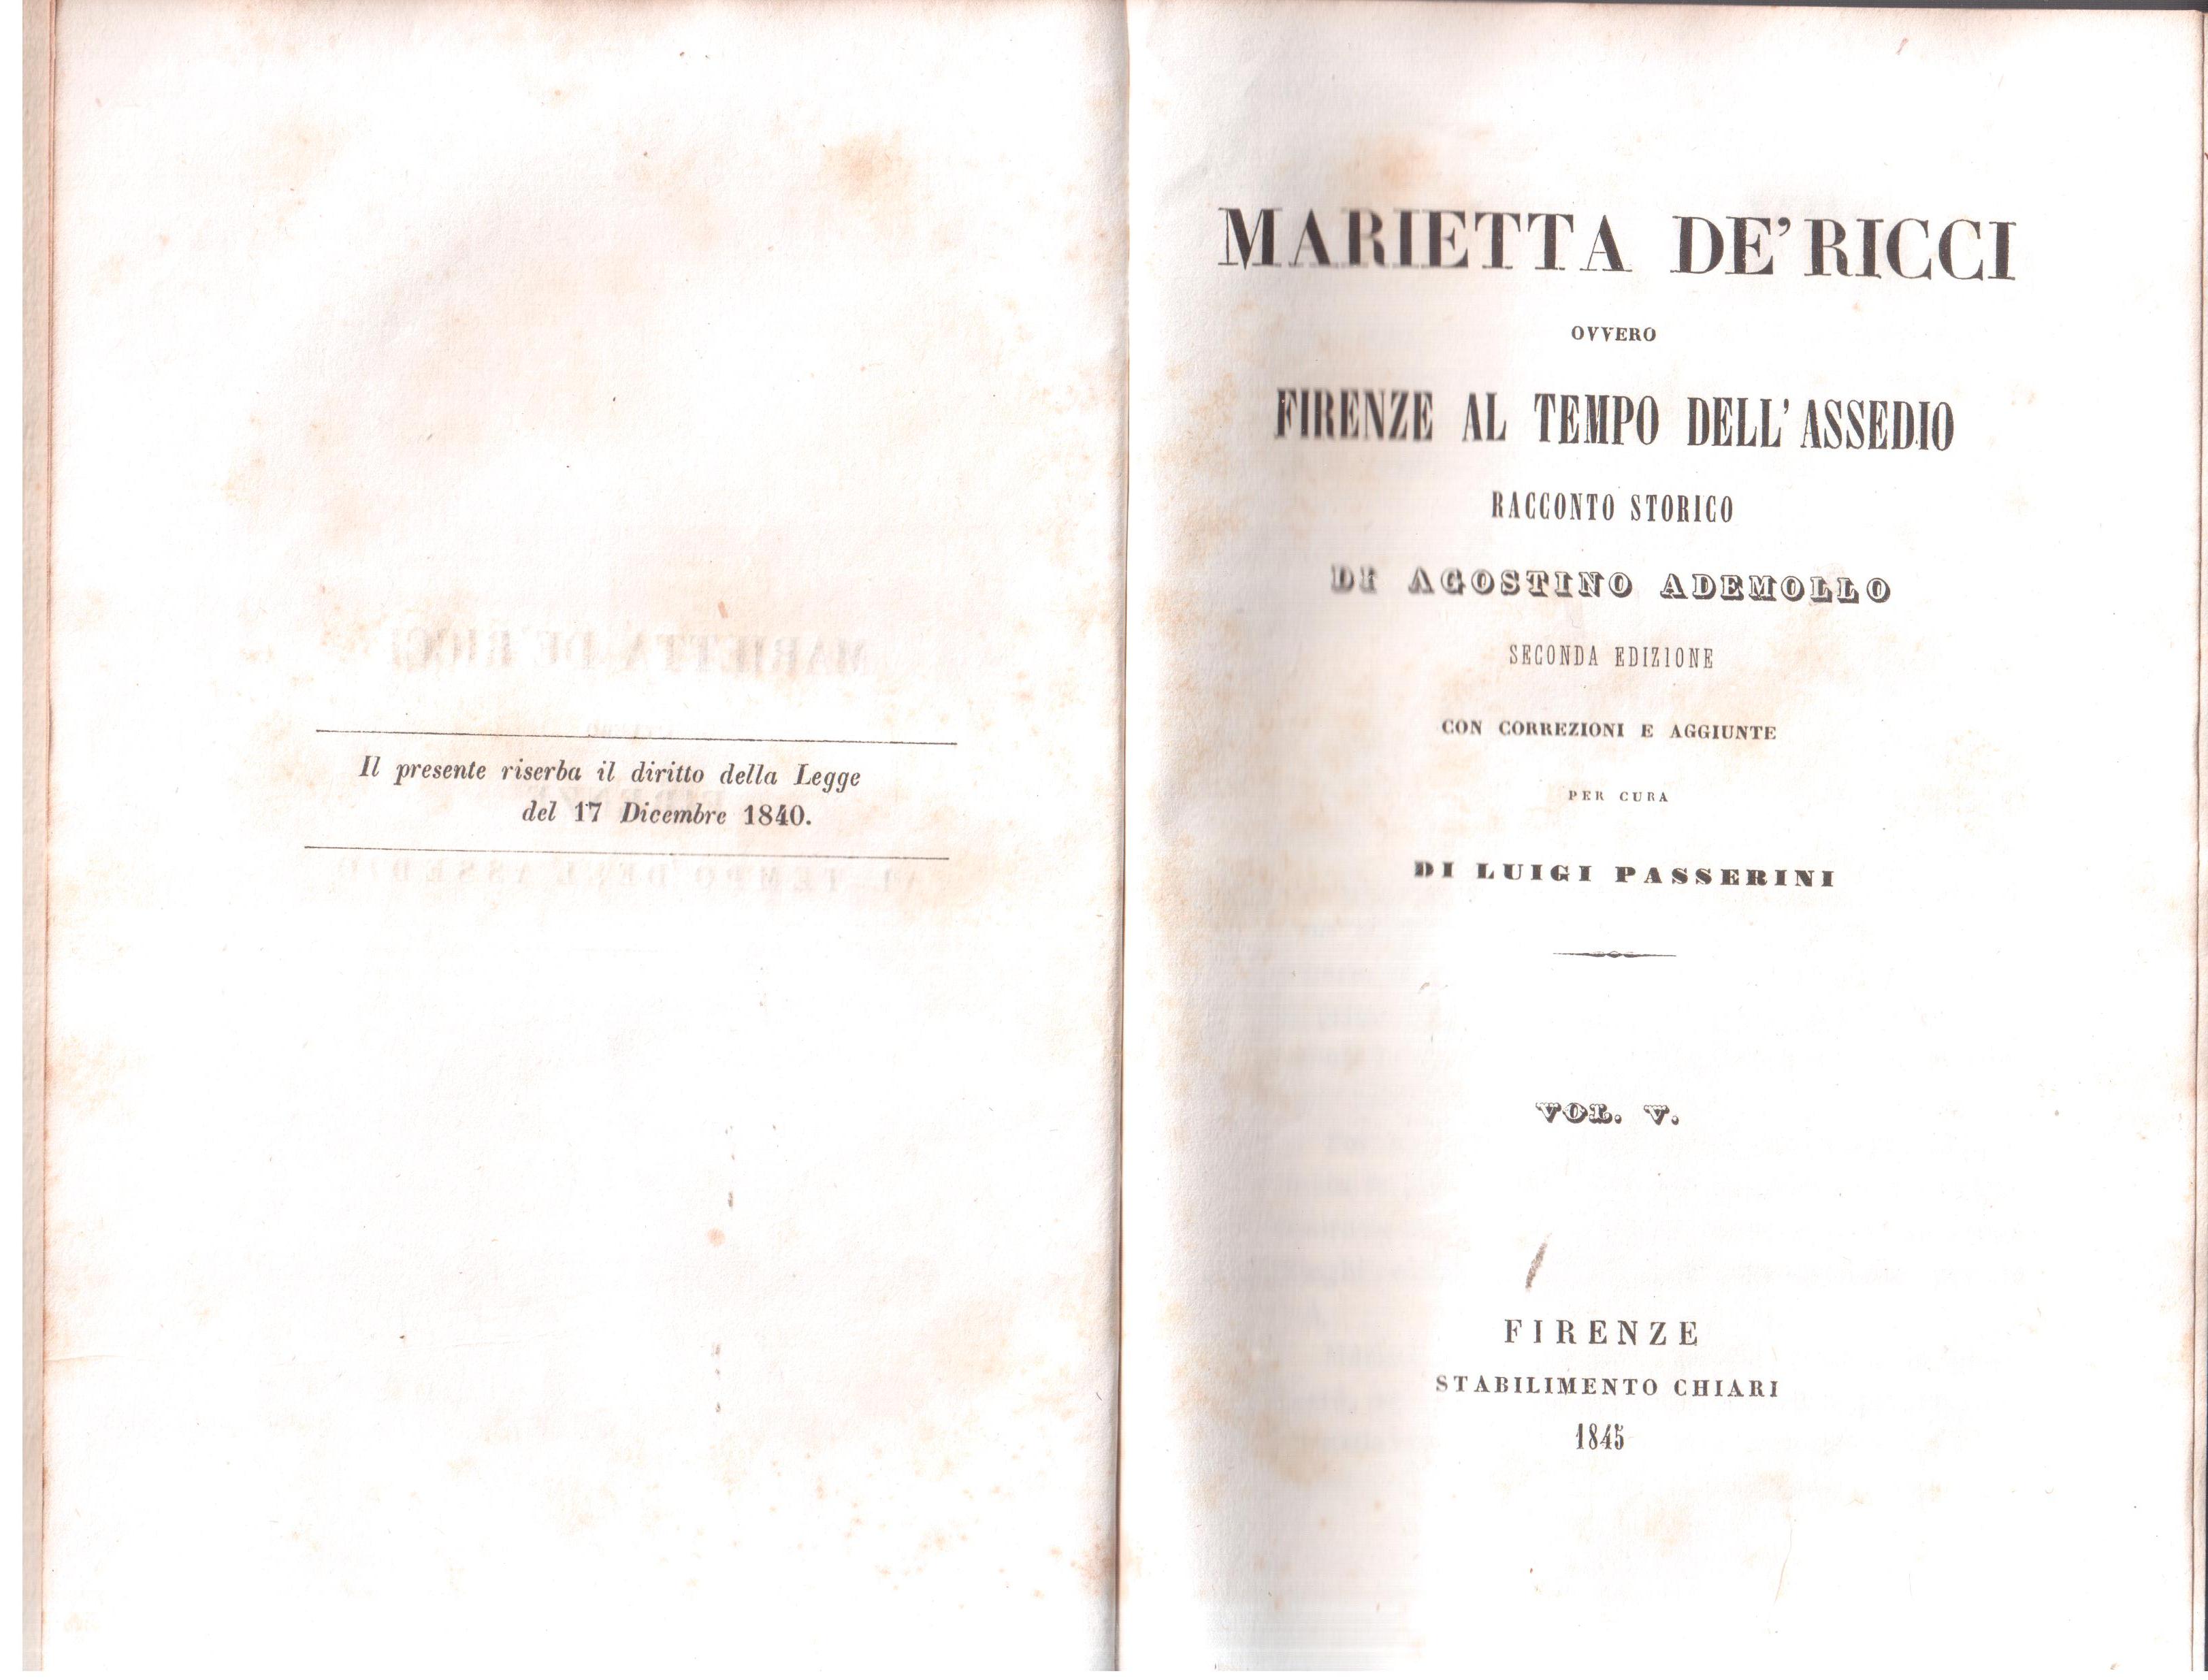 Il presente riserba il diritto della Legge
del 17 Dicembre 1840.
MARIETTA DE' RICCI
OVVERO
FIRENZE AL TEMPO DELL' ASSEDIO
RACCONTO STORICO
DI AGOSTINO ADEMOLLO
SECONDA EDIZIONE
CON CORREZIONI E AGGIUNTE
PER CURA
DI LUIGI PASSERINI
VOL. V.
FIRENZE
STABILIMENTO CHIARI
1845